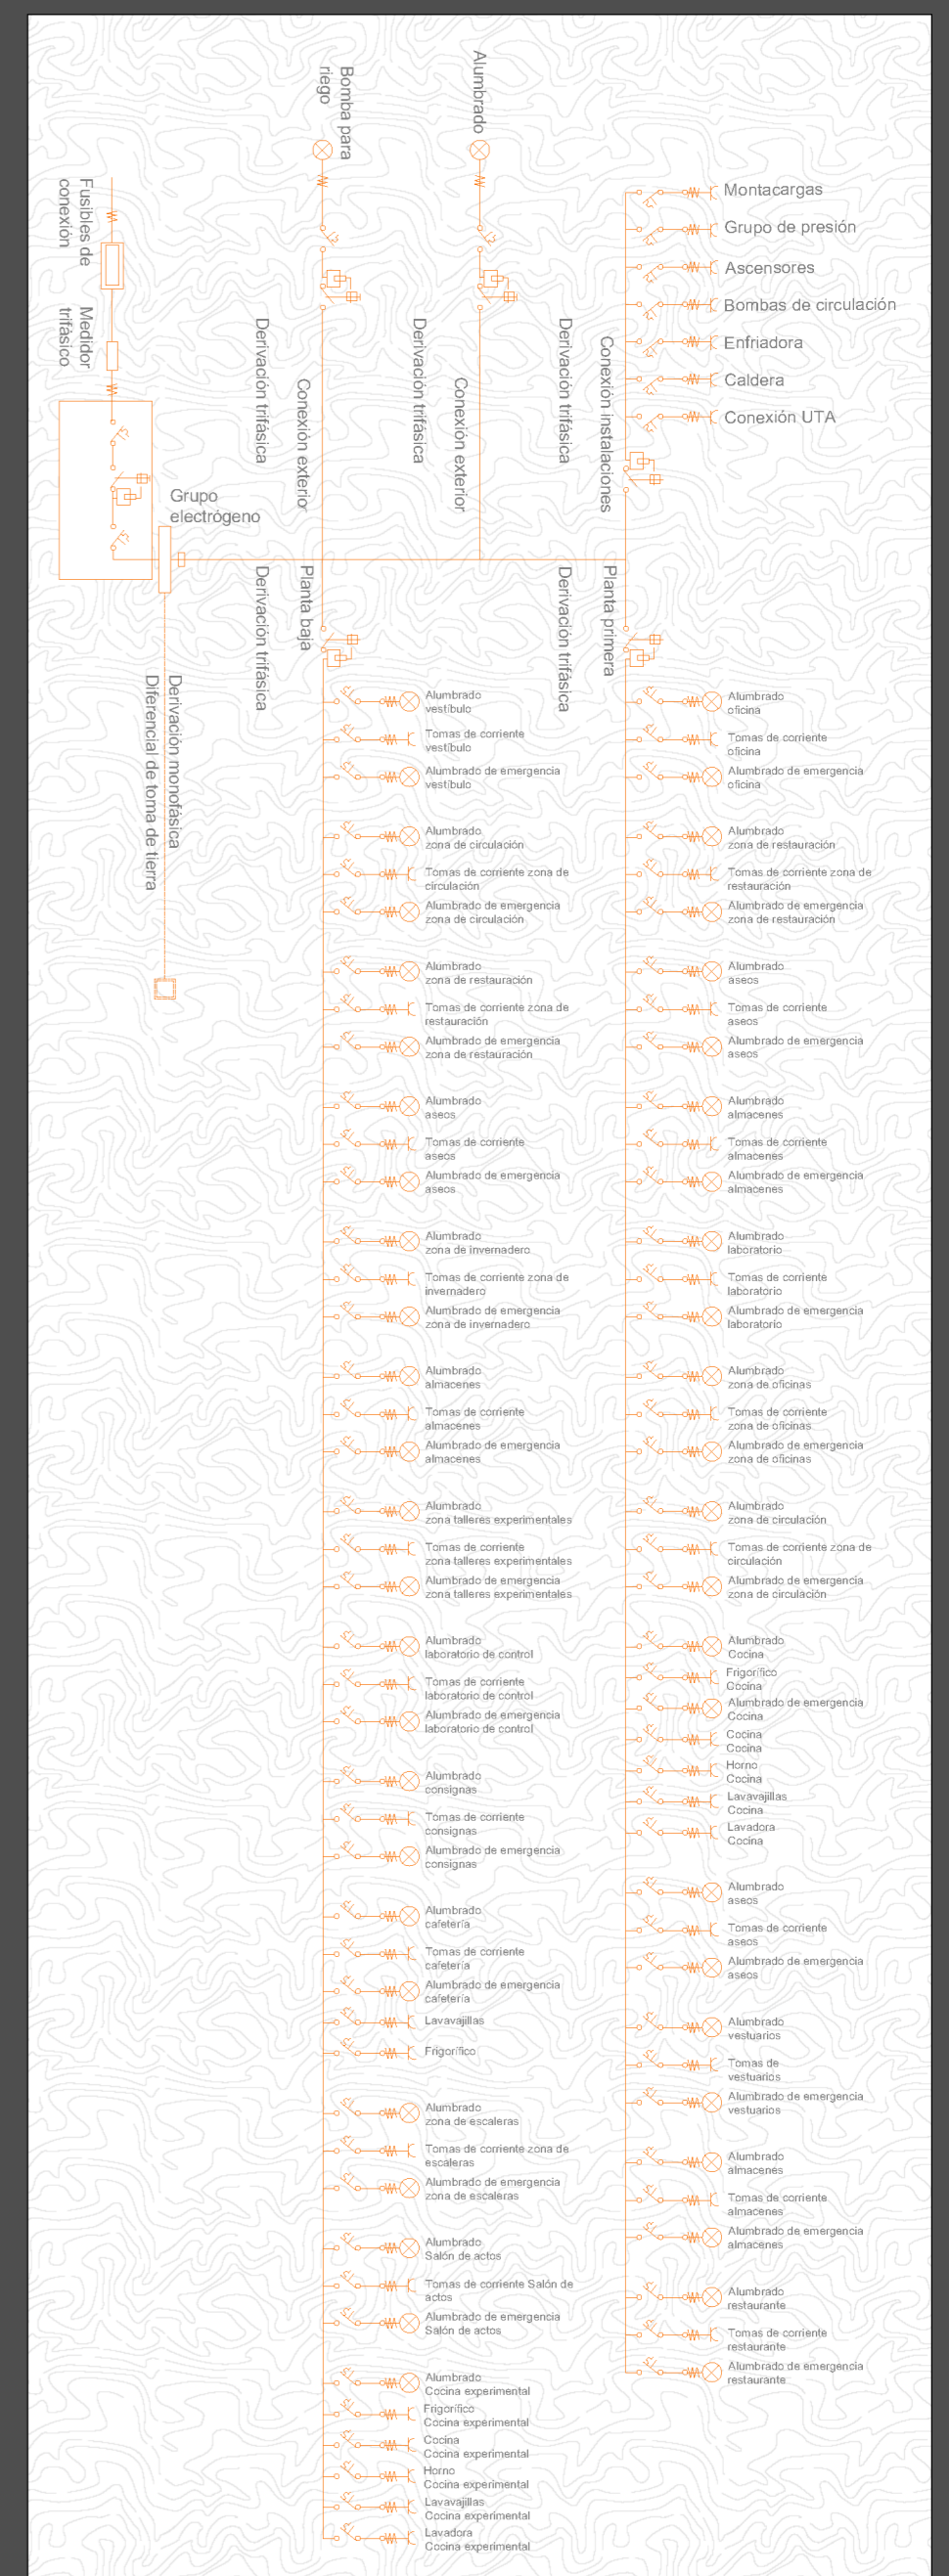 Bomba para
riego
Alumbrado
Fusibles de
conexión
Medidor
trifásico
Montacargas
Grupo de presión
Ascensores
Bombas de circulación
Enfriadora
Caldera
Conexión UTA
Derivación trifásica
Conexión exterior
Derivación trifásica
Conexión exterior
Derivación trifásica
Conexión instalaciones
Grupo
electrógeno
Derivación trifásica
Planta baja
Derivación trifásica
Planta primera
Derivación monofásica
Diferencial de toma de tierra
Alumbrado
vestíbulo
Tomas de corriente
vestíbulo
Alumbrado de emergencia
vestíbulo
Alumbrado
zona de circulación
Tomas de corriente zona de
circulación
Alumbrado de emergencia
zona de circulación
Alumbrado
zona de restauración
Tomas de corriente zona de
restauración
Alumbrado de emergencia
zona de restauración
Alumbrado
aseos
Tomas de corriente
aseos
Alumbrado de emergencia
aseos
Alumbrado
zona de invernadero
Tomas de corriente zona de
invernadero
Alumbrado de emergencia
zona de invernadero
Alumbrado
almacenes
Tomas de corriente
almacenes
Alumbrado de emergencia
almacenes
Alumbrado
zona talleres experimentales
Tomas de corriente
zona talleres experimentales
Alumbrado de emergencia
zona talleres experimentales
Alumbrado
laboratorio de control
Tomas de corriente
laboratorio de control
Alumbrado de emergencia
laboratorio de control
Alumbrado
consignas
Tomas de corriente
consignas
Alumbrado de emergencia
consignas
Alumbrado
cafetería
Tomas de corriente
cafetería
Alumbrado de emergencia
cafetería
Lavavajillas
Frigorífico
Alumbrado
zona de escaleras
Tomas de corriente zona de
escaleras
Alumbrado de emergencia
zona de escaleras
Alumbrado
Salón de actos
Tomas de corriente Salón de
actos
Alumbrado de emergencia
Salón de actos
Alumbrado
Cocina experimental
Frigorífico
Cocina experimental
Cocina
Cocina experimental
Horno
Cocina experimental
Lavavajillas
Cocina experimental
Lavadora
Cocina experimental
Alumbrado
oficina
Tomas de corriente
oficina
Alumbrado de emergencia
oficina
Alumbrado
zona de restauración
Tomas de corriente zona de
restauración
Alumbrado de emergencia
zona de restauración
Alumbrado
aseos
Tomas de corriente
aseos
Alumbrado de emergencia
aseos
Alumbrado
almacenes
Tomas de corriente
almacenes
Alumbrado de emergencia
almacenes
Alumbrado
laboratorio
Tomas de corriente
laboratorio
Alumbrado de emergencia
laboratorio
Alumbrado
zona de oficinas
Tomas de corriente
zona de oficinas
Alumbrado de emergencia
zona de oficinas
Alumbrado
zona de circulación
Tomas de corriente zona de
circulación
Alumbrado de emergencia
zona de circulación
Alumbrado
Cocina
Frigorífico
Cocina
Alumbrado de emergencia
Cocina
Cocina
Cocina
Horno
Cocina
Lavavajillas
Cocina
Lavadora
Cocina
Alumbrado
aseos
Tomas de corriente
aseos
Alumbrado de emergencia
aseos
Alumbrado
vestuarios
Tomas de
vestuarios
Alumbrado de emergencia
vestuarios
Alumbrado
almacenes
Tomas de corriente
almacenes
Alumbrado de emergencia
almacenes
Alumbrado
restaurante
Tomas de corriente
restaurante
Alumbrado de emergencia
restaurante